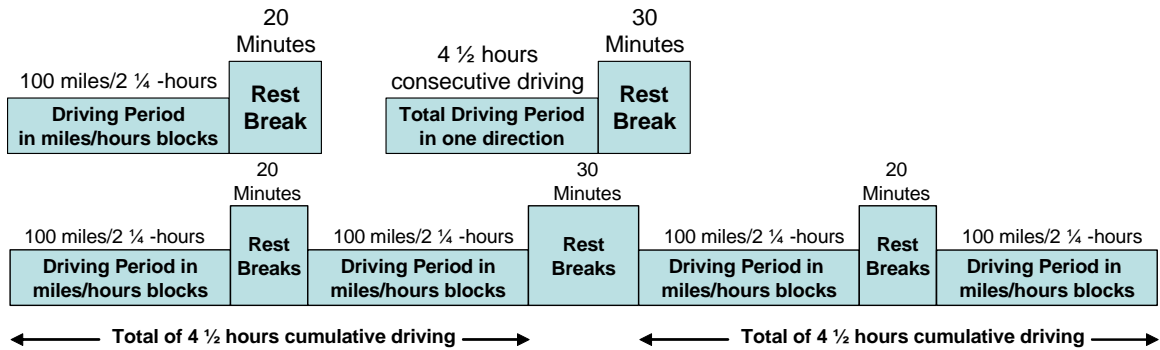 20
Minutes
100 miles/2 ¼ -hours
Rest
Break
Driving Period
in miles/hours blocks
30
Minutes
4 ½ hours
consecutive driving
Rest
Break
Total Driving Period
in one direction
20
Minutes
30
Minutes
20
Minutes
100 miles/2 ¼ -hours
Driving Period in
miles/hours blocks
Rest
Breaks
100 miles/2 ¼ -hours
Driving Period in
miles/hours blocks
Rest
Breaks
100 miles/2 ¼ -hours
Driving Period in
miles/hours blocks
Rest
Breaks
100 miles/2 ¼ -hours
Driving Period in
miles/hours blocks
Total of 4 ½ hours cumulative driving
Total of 4 ½ hours cumulative driving